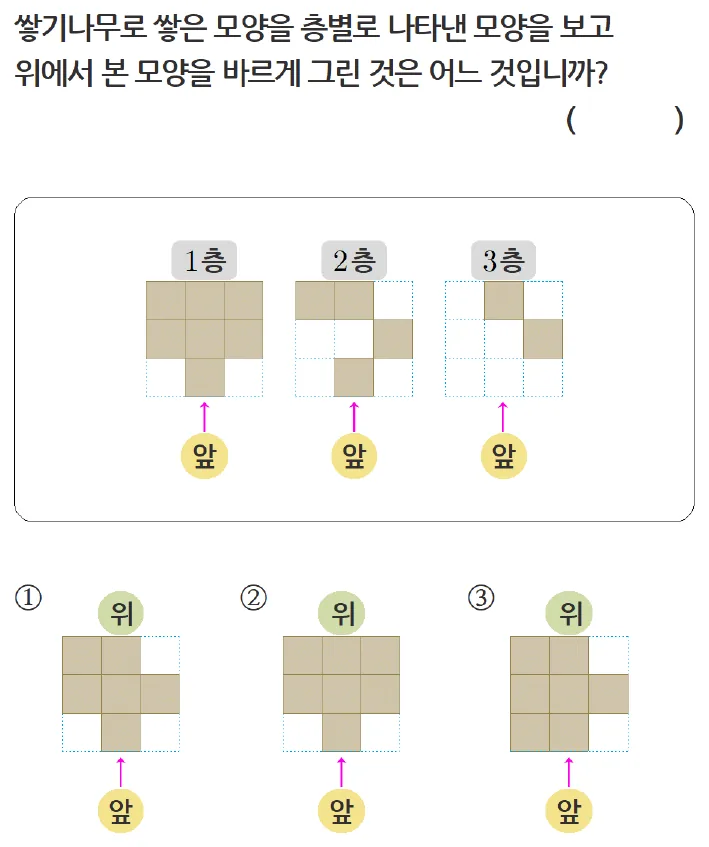 쌓기나무로 쌓은 모양을 층별로 나타낸 모양을 보고
위에서 본 모양을 바르게 그린 것은 어느 것입니까?
( )
1층 2층 3층
앞 앞 앞
① ② ③
위 위 위
앞 앞 앞